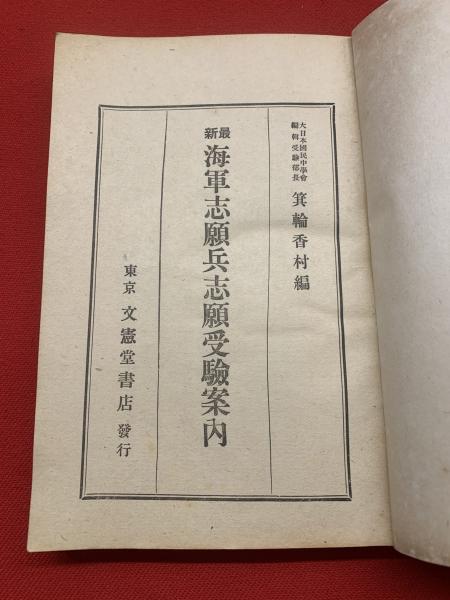 大日本國民中學會
編輯受驗部長
箕輪香村編
最新
海軍志願兵志願受驗案內
東京 文憲堂書店 發行